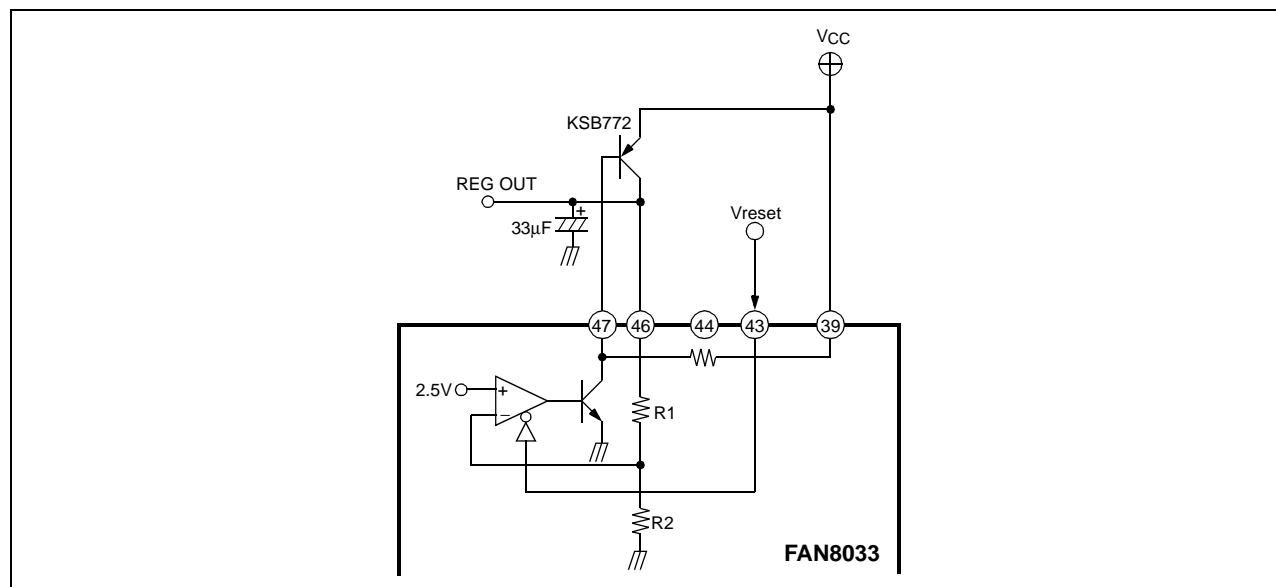 VCC
KSB772
REG OUT
+
33μF
Vreset
47
46
44
43
39
2.5V
+
−
R1
R2
FAN8033